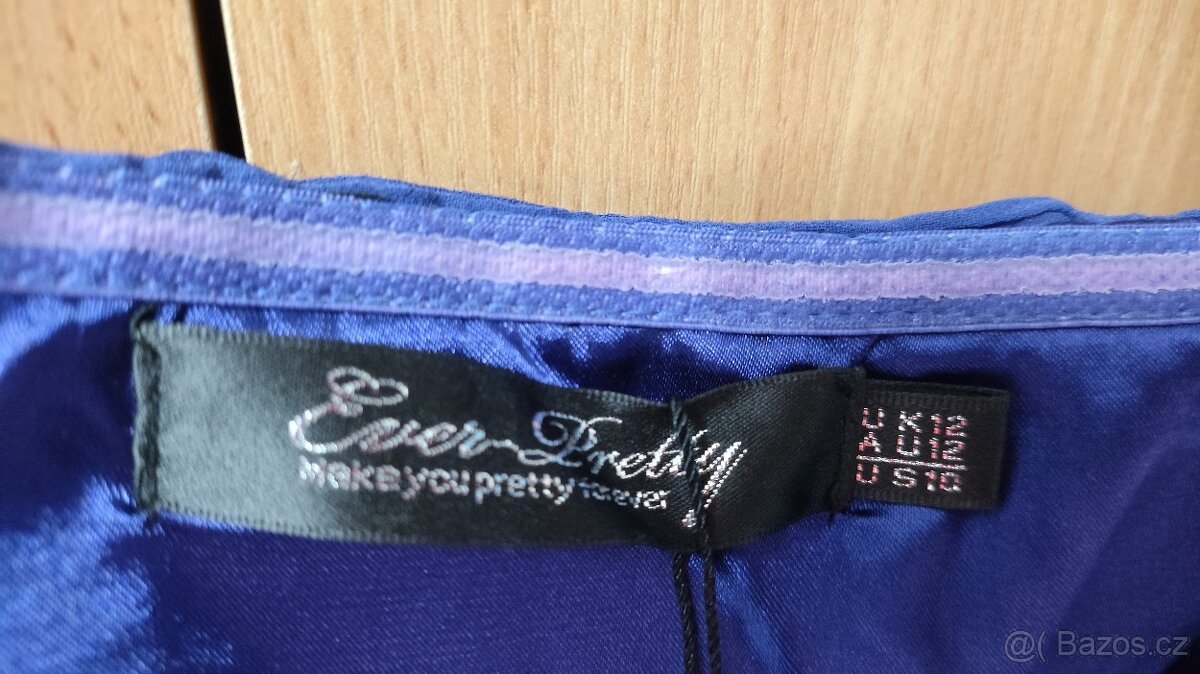 Ever-Pretty
Make you pretty forever
UK12
AU12
US10
@( Bazos.cz